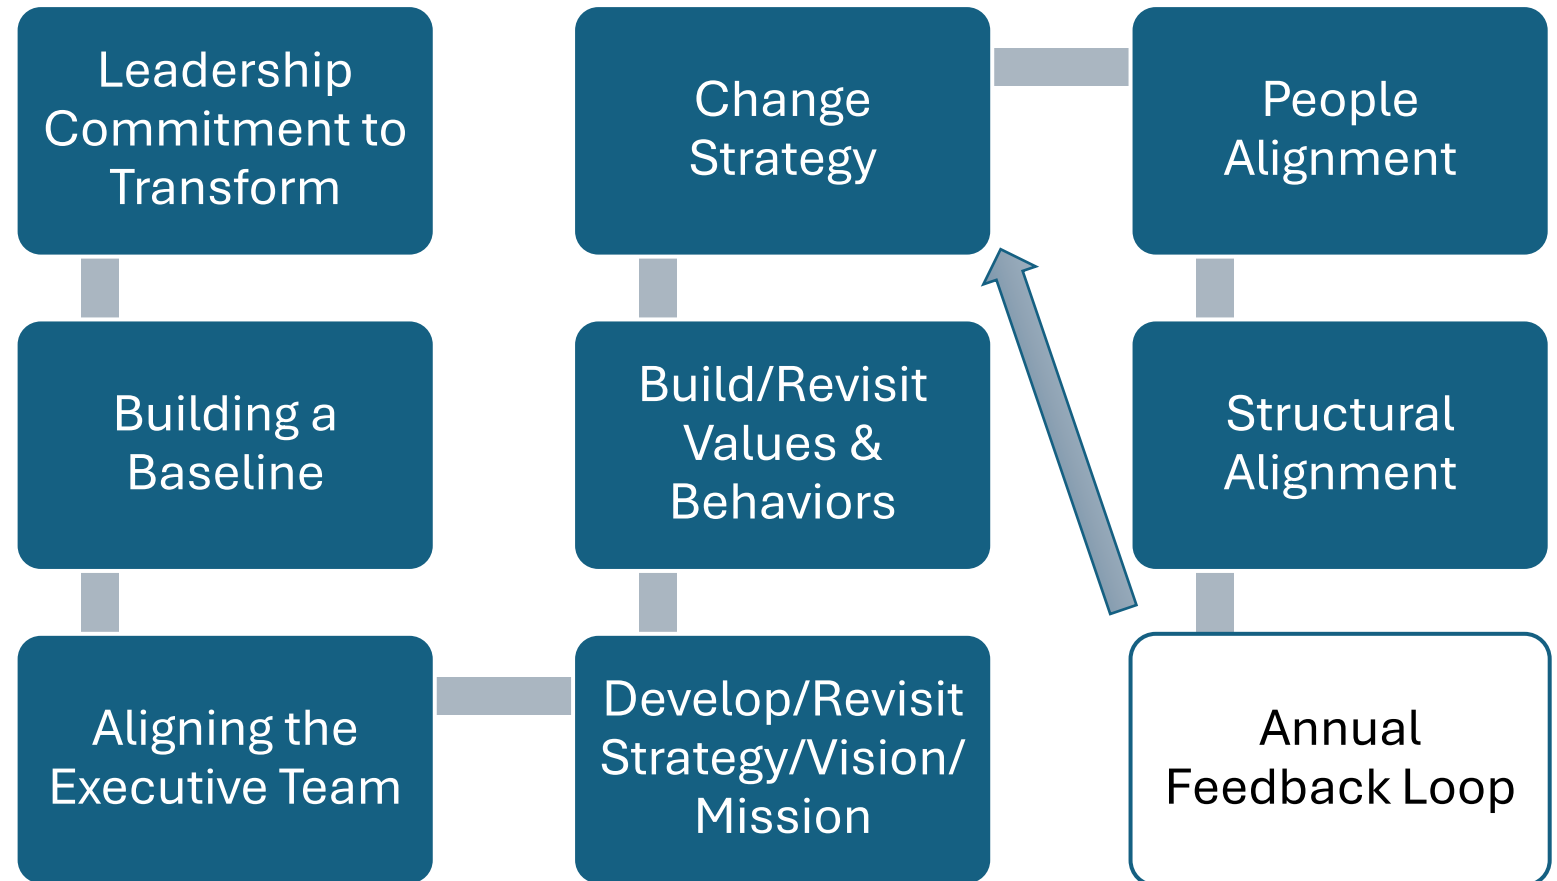 Leadership
Commitment to
Transform
Building a
Baseline
Aligning the
Executive Team
Develop/Revisit
Strategy/Vision/
Mission
Build/Revisit
Values &
Behaviors
Change
Strategy
People
Alignment
Structural
Alignment
Annual
Feedback Loop